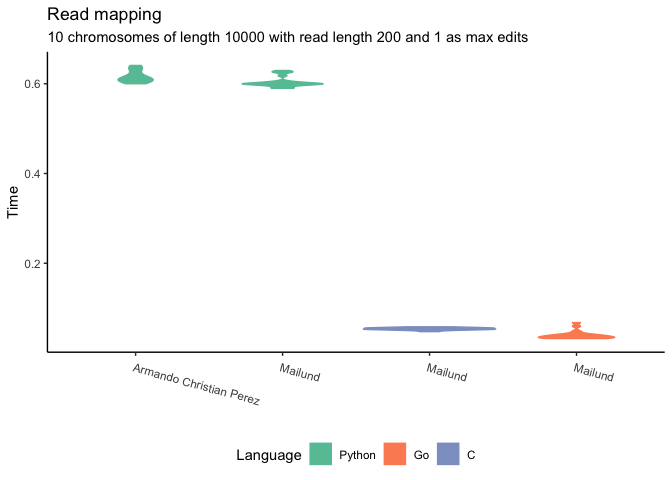 Read mapping
10 chromosomes of length 10000 with read length 200 and 1 as max edits
Time
0.6
0.4
0.2
Armando Christian Perez
Mailund
Mailund
Mailund
Language Python Go C